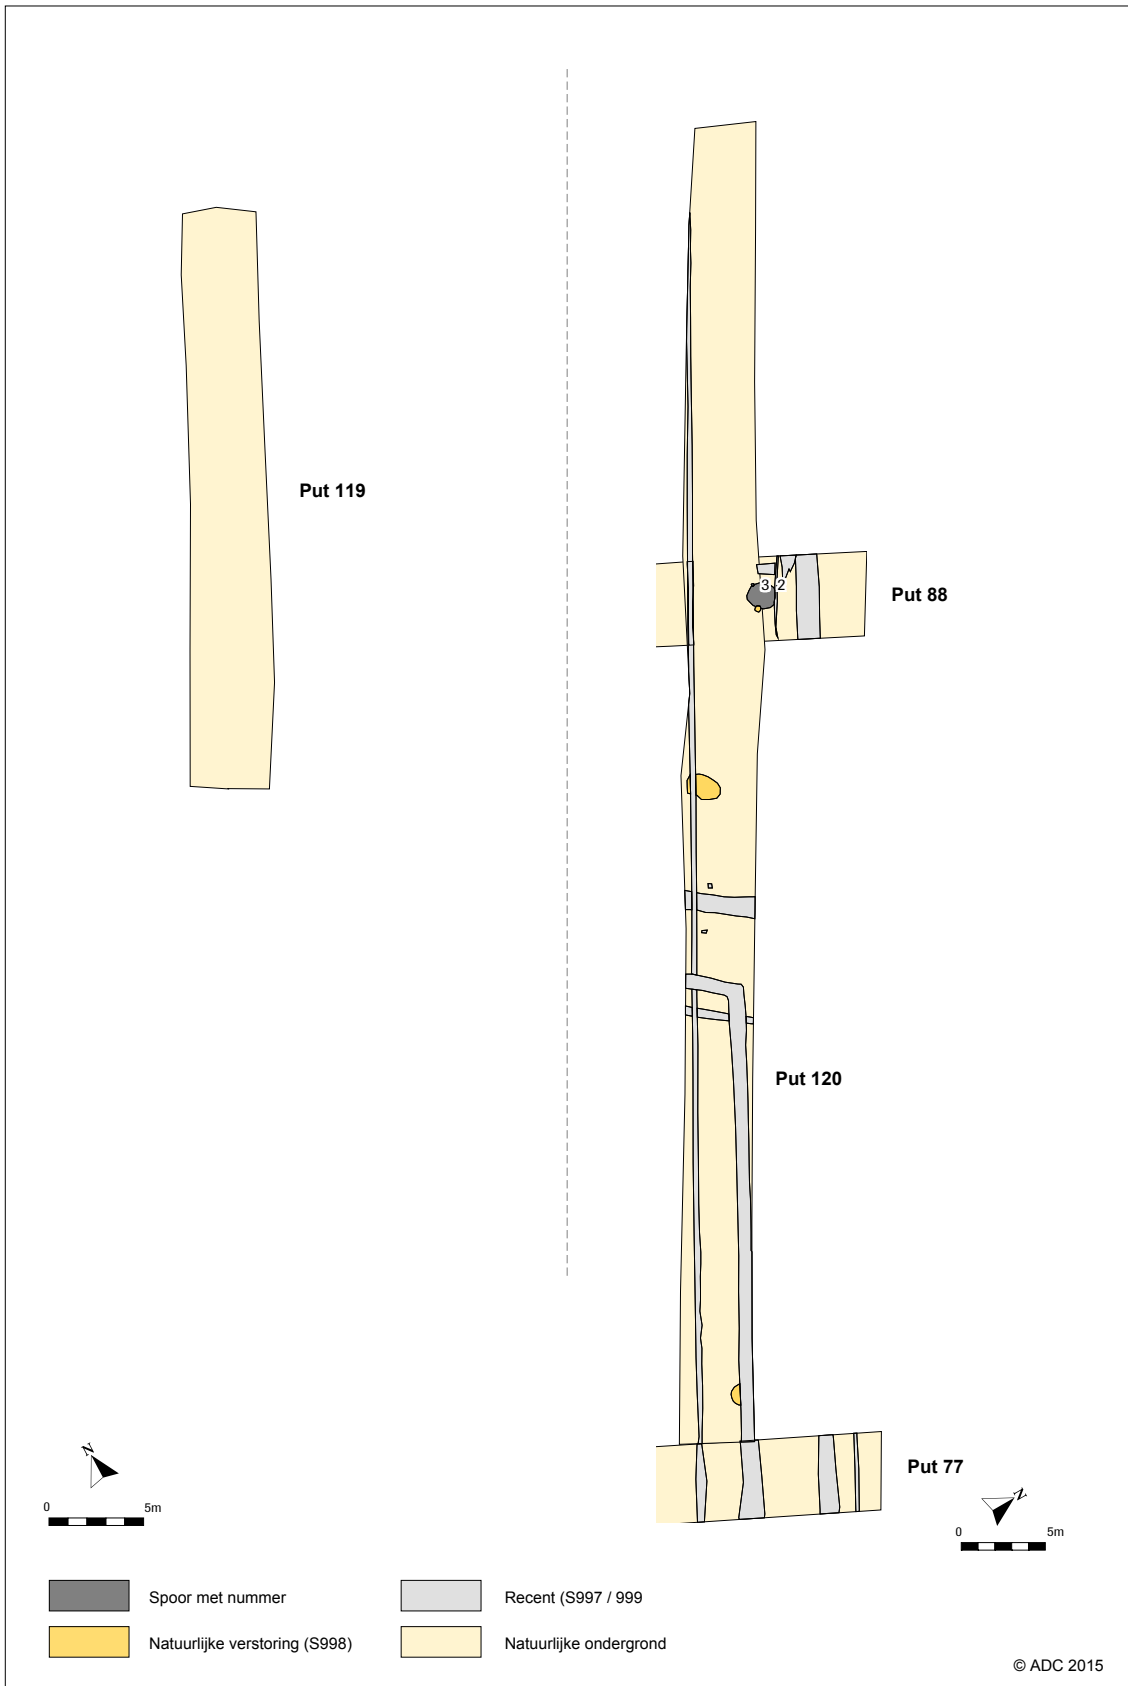 Put 119
Put 88
3 2
Put 120
Put 77
N
0 5m
N
0 5m
Spoor met nummer
Recent (S997 / 999
Natuurlijke verstoring (S998)
Natuurlijke ondergrond
© ADC 2015